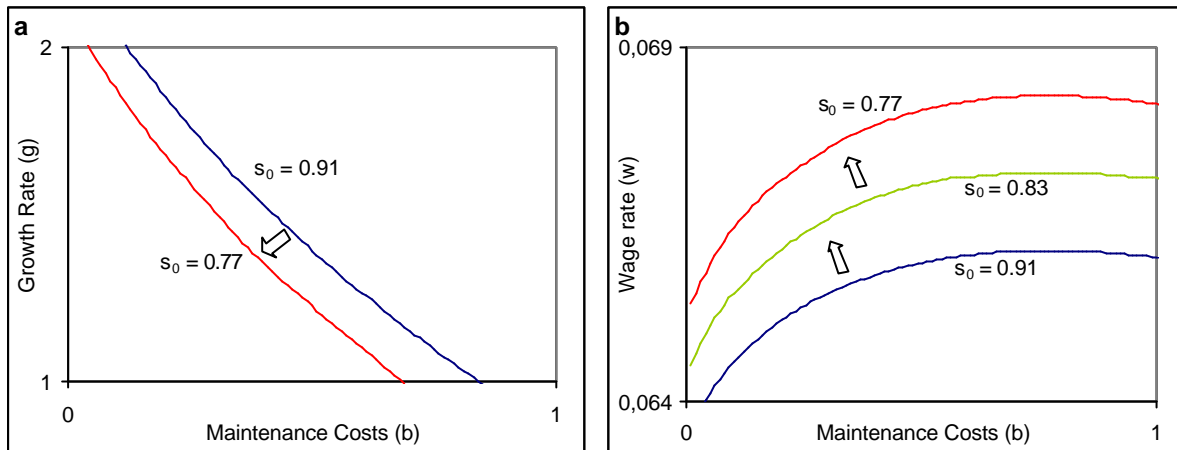 a
2
Growth Rate (g)
s0 = 0.91
s0 = 0.77
1
0
1
Maintenance Costs (b)
b
0,069
Wage rate (w)
s0 = 0.77
s0 = 0.83
s0 = 0.91
0,064
0
1
Maintenance Costs (b)